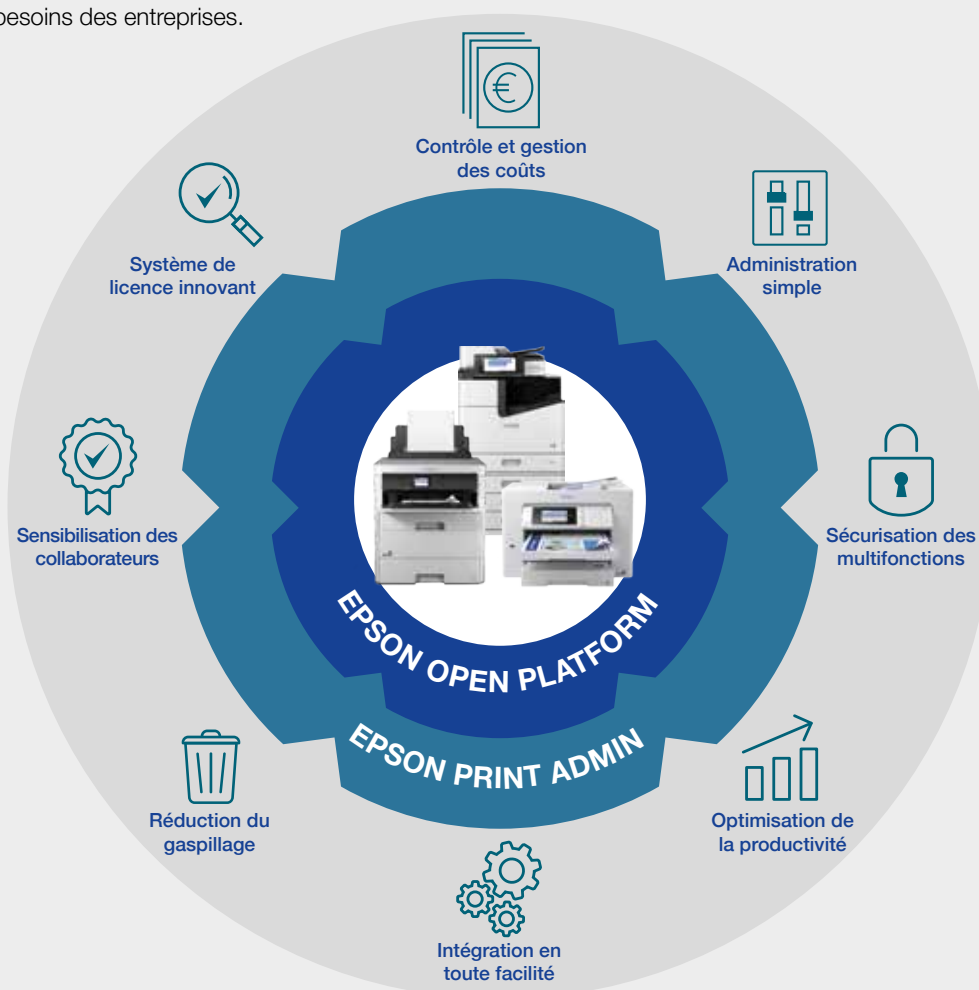 besoins des entreprises.
Contrôle et gestion
des coûts
Système de
licence innovant
Administration
simple
Sensibilisation des
collaborateurs
Sécurisation des
multifonctions
EPSON OPEN PLATFORM
EPSON PRINT ADMIN
Réduction du
gaspillage
Optimisation de
la productivité
Intégration en
toute facilité